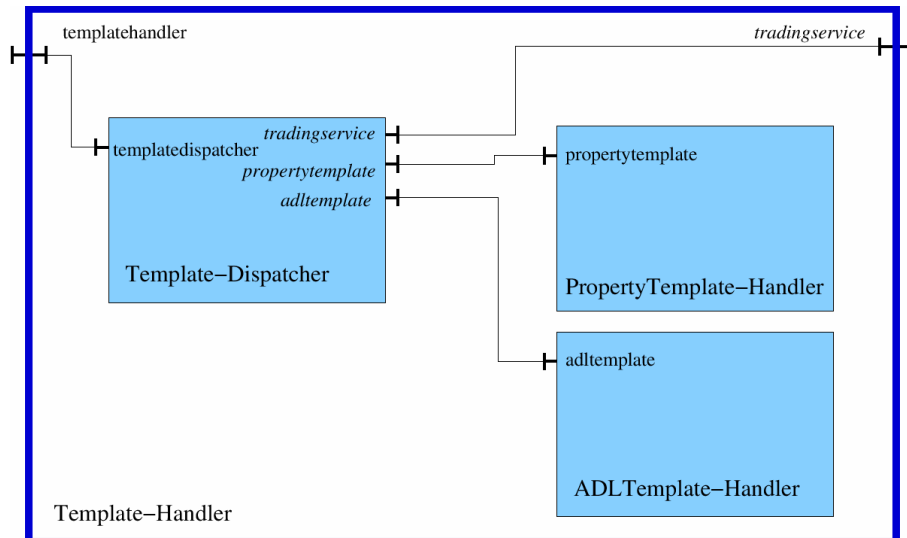 templatehandler
tradingservice
tradingservice
templatedispatcher
propertytemplate
adltemplate
Template−Dispatcher
propertytemplate
PropertyTemplate−Handler
adltemplate
ADLTemplate−Handler
Template−Handler